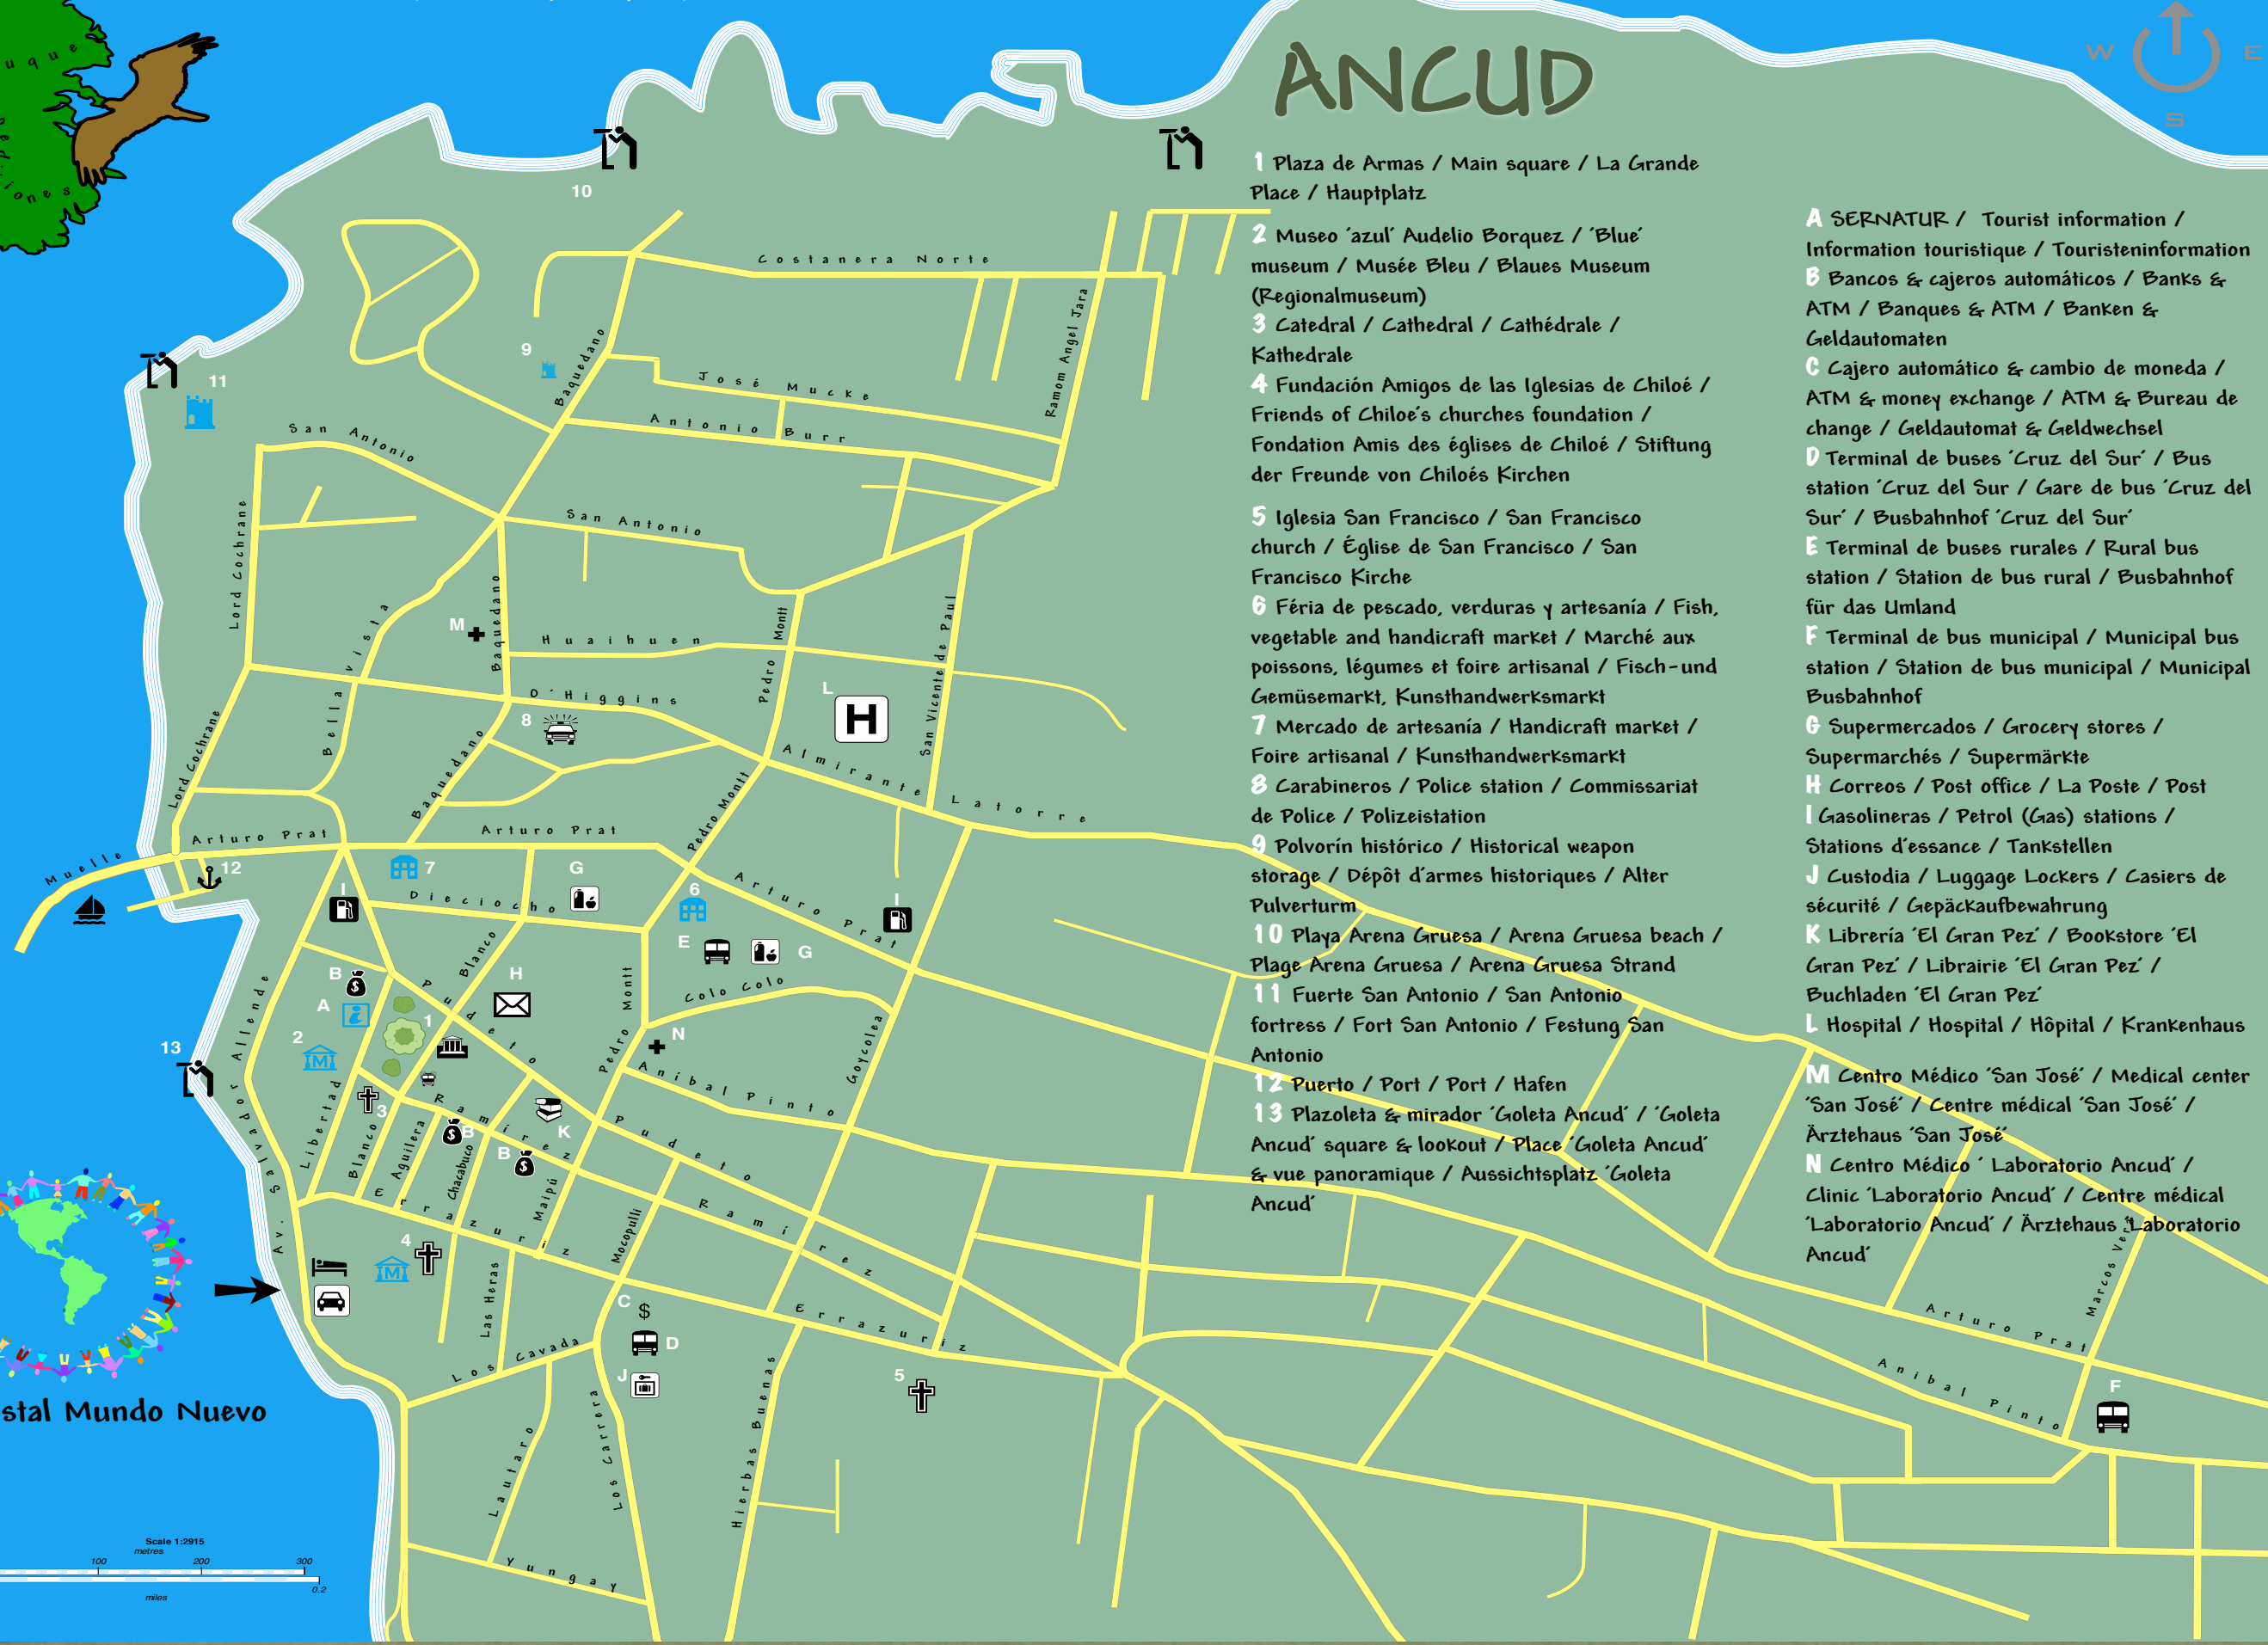 ANCUD
W E
S
1 Plaza de Armas / Main square / La Grande
Place / Hauptplatz
2 Museo 'azul' Audelio Borquez / 'Blue'
museum / Musée Bleu / Blaues Museum
(Regionalmuseum)
3 Catedral / Cathedral / Cathédrale /
Kathedrale
4 Fundación Amigos de las Iglesias de Chiloé /
Friends of Chiloe's churches foundation /
Fondation Amis des églises de Chiloé / Stiftung
der Freunde von Chiloés Kirchen
5 Iglesia San Francisco / San Francisco
church / Église de San Francisco / San
Francisco Kirche
6 Féria de pescado, verduras y artesanía / Fish,
vegetable and handicraft market / Marché aux
poissons, légumes et foire artisanal / Fisch-und
Gemüsemarkt, Kunsthandwerksmarkt
7 Mercado de artesanía / Handicraft market /
Foire artisanal / Kunsthandwerksmarkt
8 Carabineros / Police station / Commissariat
de Police / Polizeistation
9 Polvorín histórico / Historical weapon
storage / Dépôt d'armes historiques / Alter
Pulverturm
10 Playa Arena Gruesa / Arena Gruesa beach /
Plage Arena Gruesa / Arena Gruesa Strand
11 Fuerte San Antonio / San Antonio
fortress / Fort San Antonio / Festung San
Antonio
12 Puerto / Port / Port / Hafen
13 Plazoleta & mirador 'Goleta Ancud' / 'Goleta
Ancud' square & lookout / Place 'Goleta Ancud'
& vue panoramique / Aussichtsplatz 'Goleta
Ancud'
A SERNATUR / Tourist information /
Information touristique / Touristeninformation
B Bancos & cajeros automáticos / Banks &
ATM / Banques & ATM / Banken &
Geldautomaten
C Cajero automático & cambio de moneda /
ATM & money exchange / ATM & Bureau de
change / Geldautomat & Geldwechsel
D Terminal de buses 'Cruz del Sur' / Bus
station 'Cruz del Sur / Gare de bus 'Cruz del
Sur' / Busbahnhof 'Cruz del Sur'
E Terminal de buses rurales / Rural bus
station / Station de bus rural / Busbahnhof
für das Umland
F Terminal de bus municipal / Municipal bus
station / Station de bus municipal / Municipal
Busbahnhof
G Supermercados / Grocery stores /
Supermarchés / Supermärkte
H Correos / Post office / La Poste / Post
I Gasolineras / Petrol (Gas) stations /
Stations d'essance / Tankstellen
J Custodia / Luggage Lockers / Casiers de
sécurité / Gepäckaufbewahrung
K Librería 'El Gran Pez' / Bookstore 'El
Gran Pez' / Librairie 'El Gran Pez' /
Buchladen 'El Gran Pez'
L Hospital / Hospital / Hôpital / Krankenhaus
M Centro Médico 'San José' / Medical center
'San José' / Centre médical 'San José' /
Ärztehaus 'San José'
N Centro Médico ' Laboratorio Ancud' /
Clinic 'Laboratorio Ancud' / Centre médical
'Laboratorio Ancud' / Ärztehaus 'Laboratorio
Ancud'
10
Costanera Norte
9
Baquedano
Ramom Angel Jara
11
José Mucke
Antonio Burr
San Antonio
San Antonio
Lord Cochrane
M
Baquedano
Bella vista
Huaihuen
Pedro Montt
San Vicente de Paul
L
H
O'Higgins
8
Lord Cochrane
Baquedano
Pedro Montt
Almirante Latorre
Arturo Prat
Arturo Prat
Muelle
12
7
G
I
6
I
Dieciocho
Arturo Prat
E
G
Blanco
B
H
A
Pudeto
Pedro Montt
Colo Colo
1
2
N
13
Av. Salvador Allende
Goycolea
Anibal Pinto
Libertad
3
Ramírez
K
Pudeto
Blanco
Aguilera
B
Chacabuco
B
Maipú
Errazuriz
Mocopulli
Ramírez
4
Las Heras
C
$
D
J
Errazuriz
Los Cavada
5
Lautaro
Los Carrera
Hierbas Buenas
Yungay
Arturo Prat
Anibal Pinto
F
stal Mundo Nuevo
Scale 1:2915
metres
100 200 300
0.2
miles